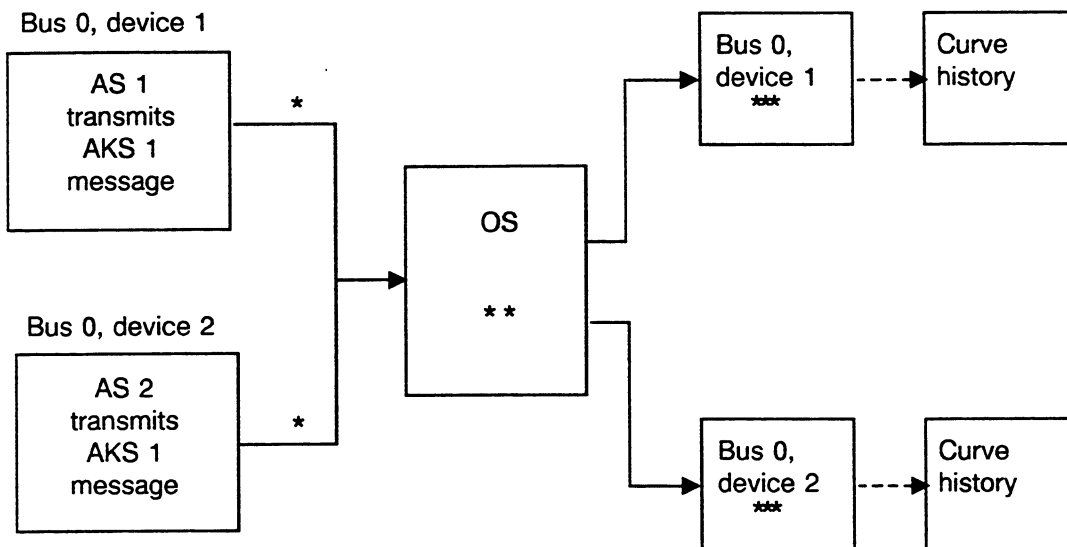 Bus 0, device 1
AS 1
transmits
AKS 1
message
*
Bus 0, device 2
AS 2
transmits
AKS 1
message
*
OS
* *
Bus 0,
device 1
***
Curve
history
Bus 0,
device 2
***
Curve
history